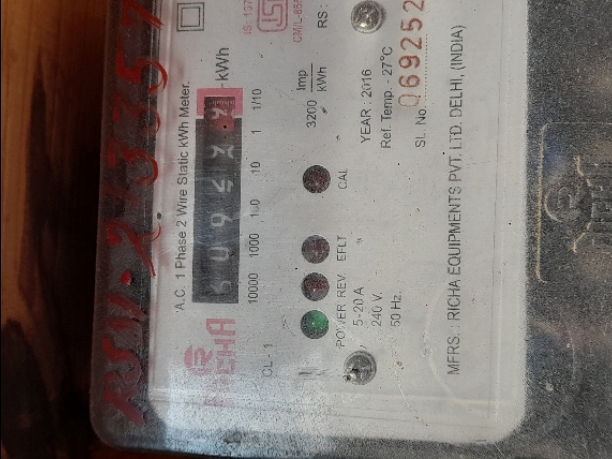 A.C. 1 Phase 2 Wire Static kWh Meter.
RICHA
kWh
10000 1000 100 10 1 1/10
CL - 1
POWER REV EFLT CAL
3200 Imp
kWh
5-20 A
240 V.
50 Hz.
YEAR : 2016
Ref. Temp. - 27°C
RS :
SL. No
069252
MFRS. : RICHA EQUIPMENTS PVT. LTD. DELHI, (INDIA)